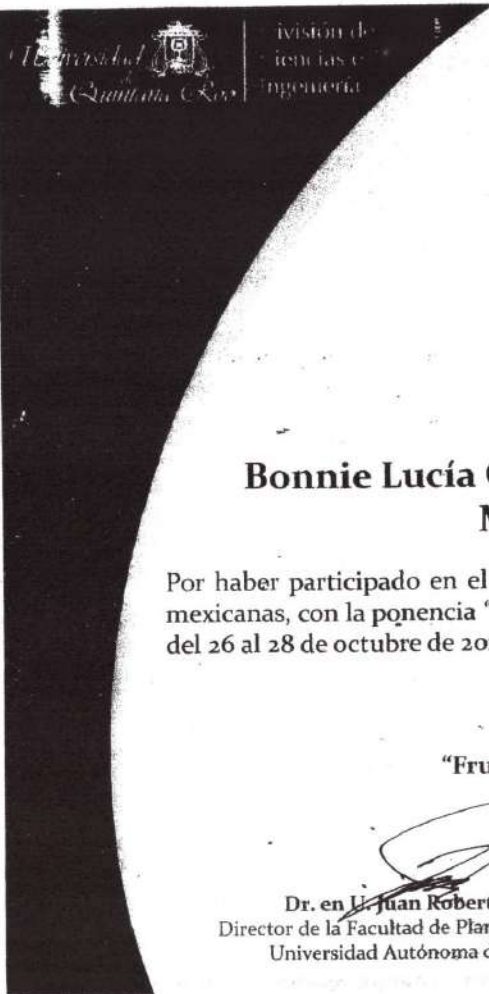 Universidad
de
Quintana Roo
ivisión de
iencias e
Ingeniería
Bonnie Lucía
Por haber participado en el
mexicanas, con la ponencia “
del 26 al 28 de octubre de 20
“Fru
Dr. en U. Juan Robert
Director de la Facultad de Plan
Universidad Autónoma d